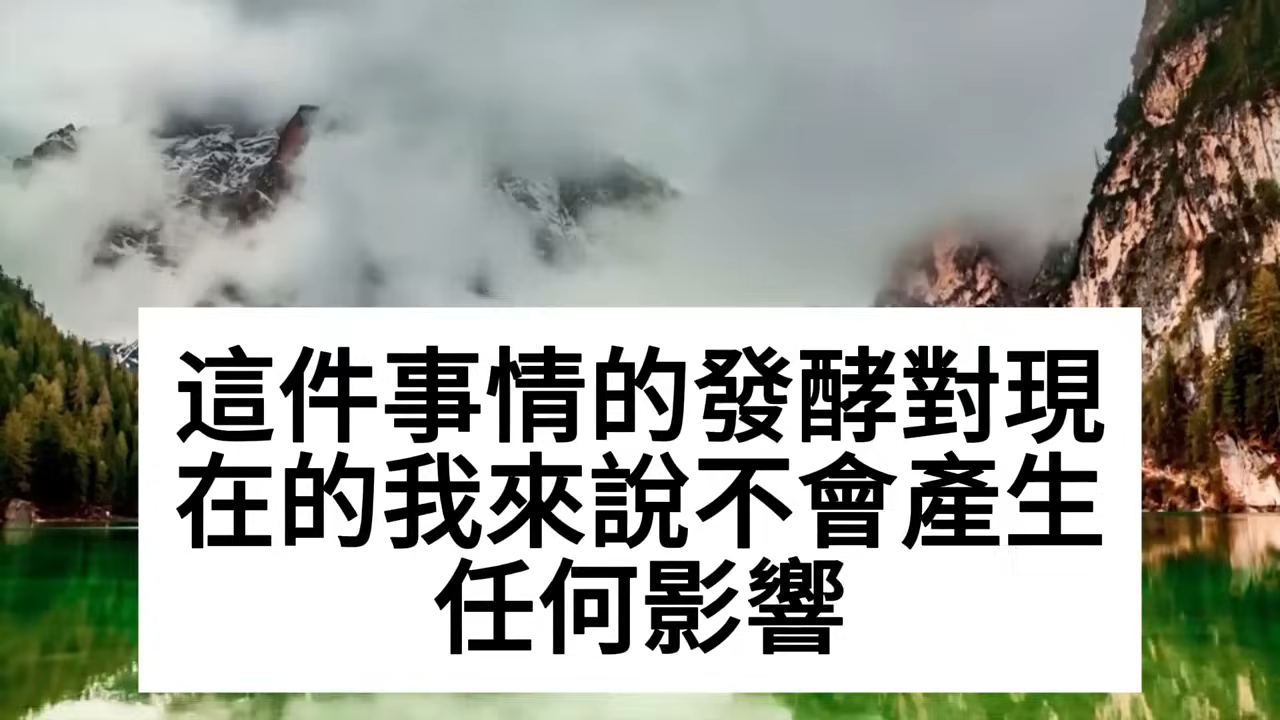 這件事情的發酵對現
在的我來說不會產生
任何影響